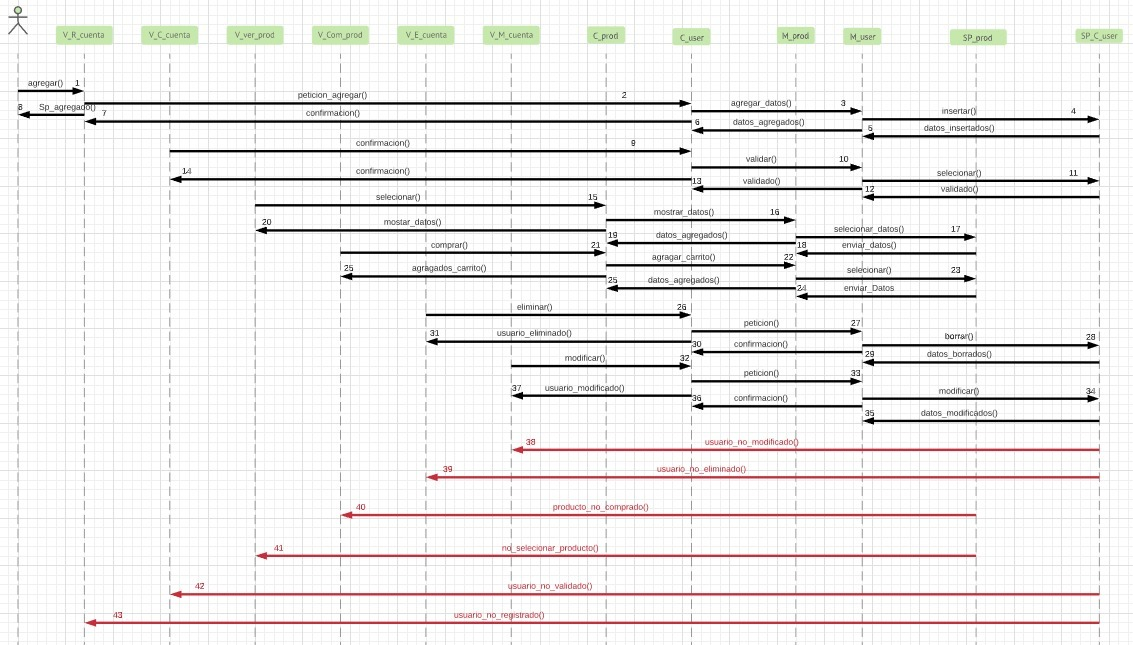 V_R_cuenta V_C_cuenta V_ver_prod V_Com_prod V_E_cuenta V_M_cuenta C_prod C_user M_prod M_user SP_prod SP_C_user
agregar() 1
peticion_agregar() 2
agregar_datos() 3
insertar() 4
8 Sp_agregado()
7 confirmacion()
6 datos_agregados()
5 datos_insertados()
confirmacion() 9
validar() 10
selecionar() 11
14 confirmacion()
13 validado()
12 validado()
selecionar() 15
mostrar_datos() 16
selecionar_datos() 17
20 mostar_datos()
19 datos_agregados()
18 enviar_datos()
comprar() 21
agragar_carrito() 22
selecionar() 23
25 agragados_carrito()
25 datos_agregados()
24 enviar_Datos
eliminar() 26
peticion() 27
borrar() 28
31 usuario_eliminado()
30 confirmacion()
29 datos_borrados()
modificar() 32
peticion() 33
modificar() 34
37 usuario_modificado()
36 confirmacion()
35 datos_modificados()
38 usuario_no_modificado()
39 usuario_no_eliminado()
40 producto_no_comprado()
41 no_selecionar_producto()
42 usuario_no_validado()
43 usuario_no_registrado()